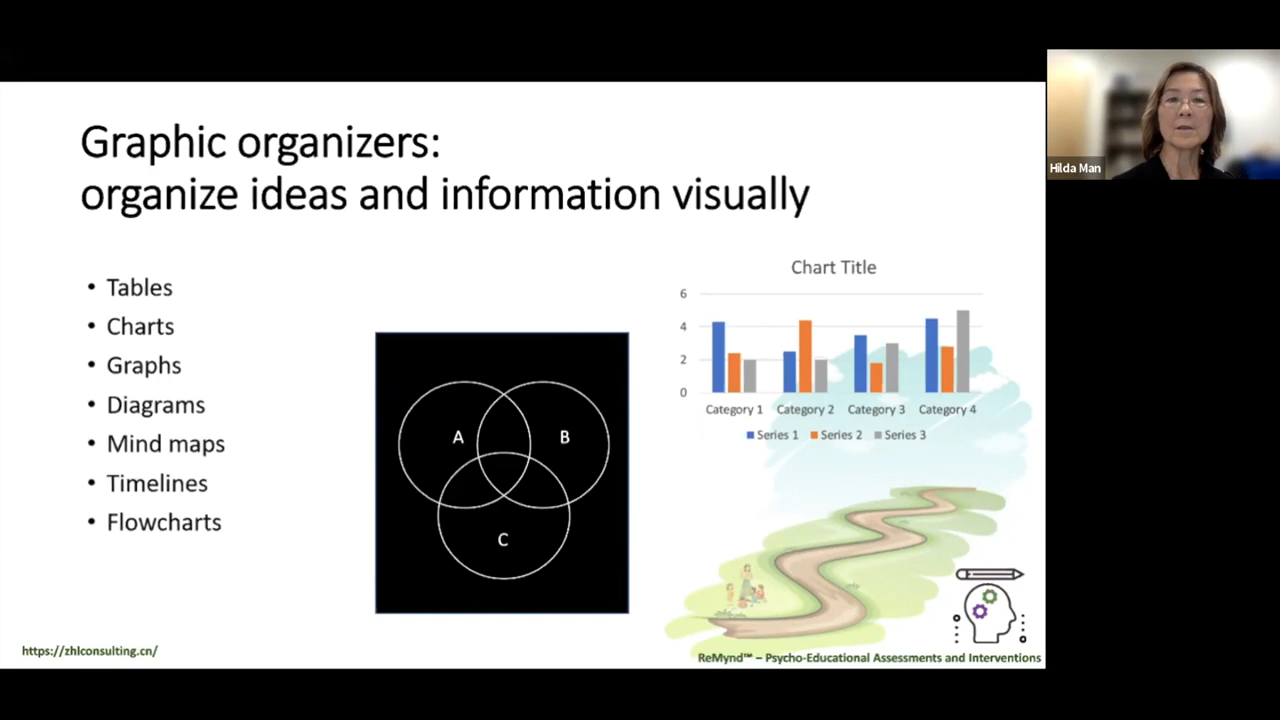 Graphic organizers:
organize ideas and information visually
• Tables
• Charts
• Graphs
• Diagrams
• Mind maps
• Timelines
• Flowcharts
A
B
C
Chart Title
6
4
2
0
Category 1 Category 2 Category 3 Category 4
Series 1 Series 2 Series 3
https://zhlconsulting.cn/
ReMynd™ – Psycho-Educational Assessments and Interventions
Hilda Man